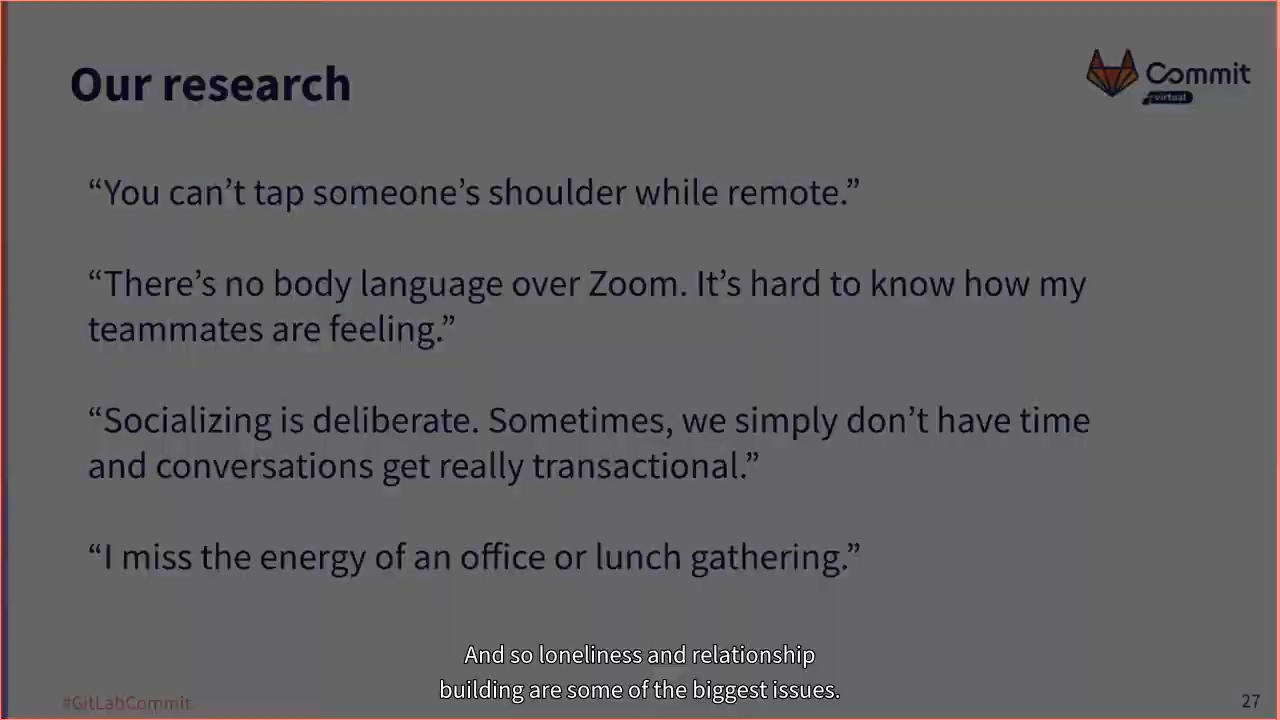 Our research
Commit
virtual
“You can’t tap someone’s shoulder while remote.”
“There’s no body language over Zoom. It’s hard to know how my
teammates are feeling.”
“Socializing is deliberate. Sometimes, we simply don’t have time
and conversations get really transactional.”
“I miss the energy of an office or lunch gathering.”
And so loneliness and relationship
building are some of the biggest issues.
#GitLabCommit
27